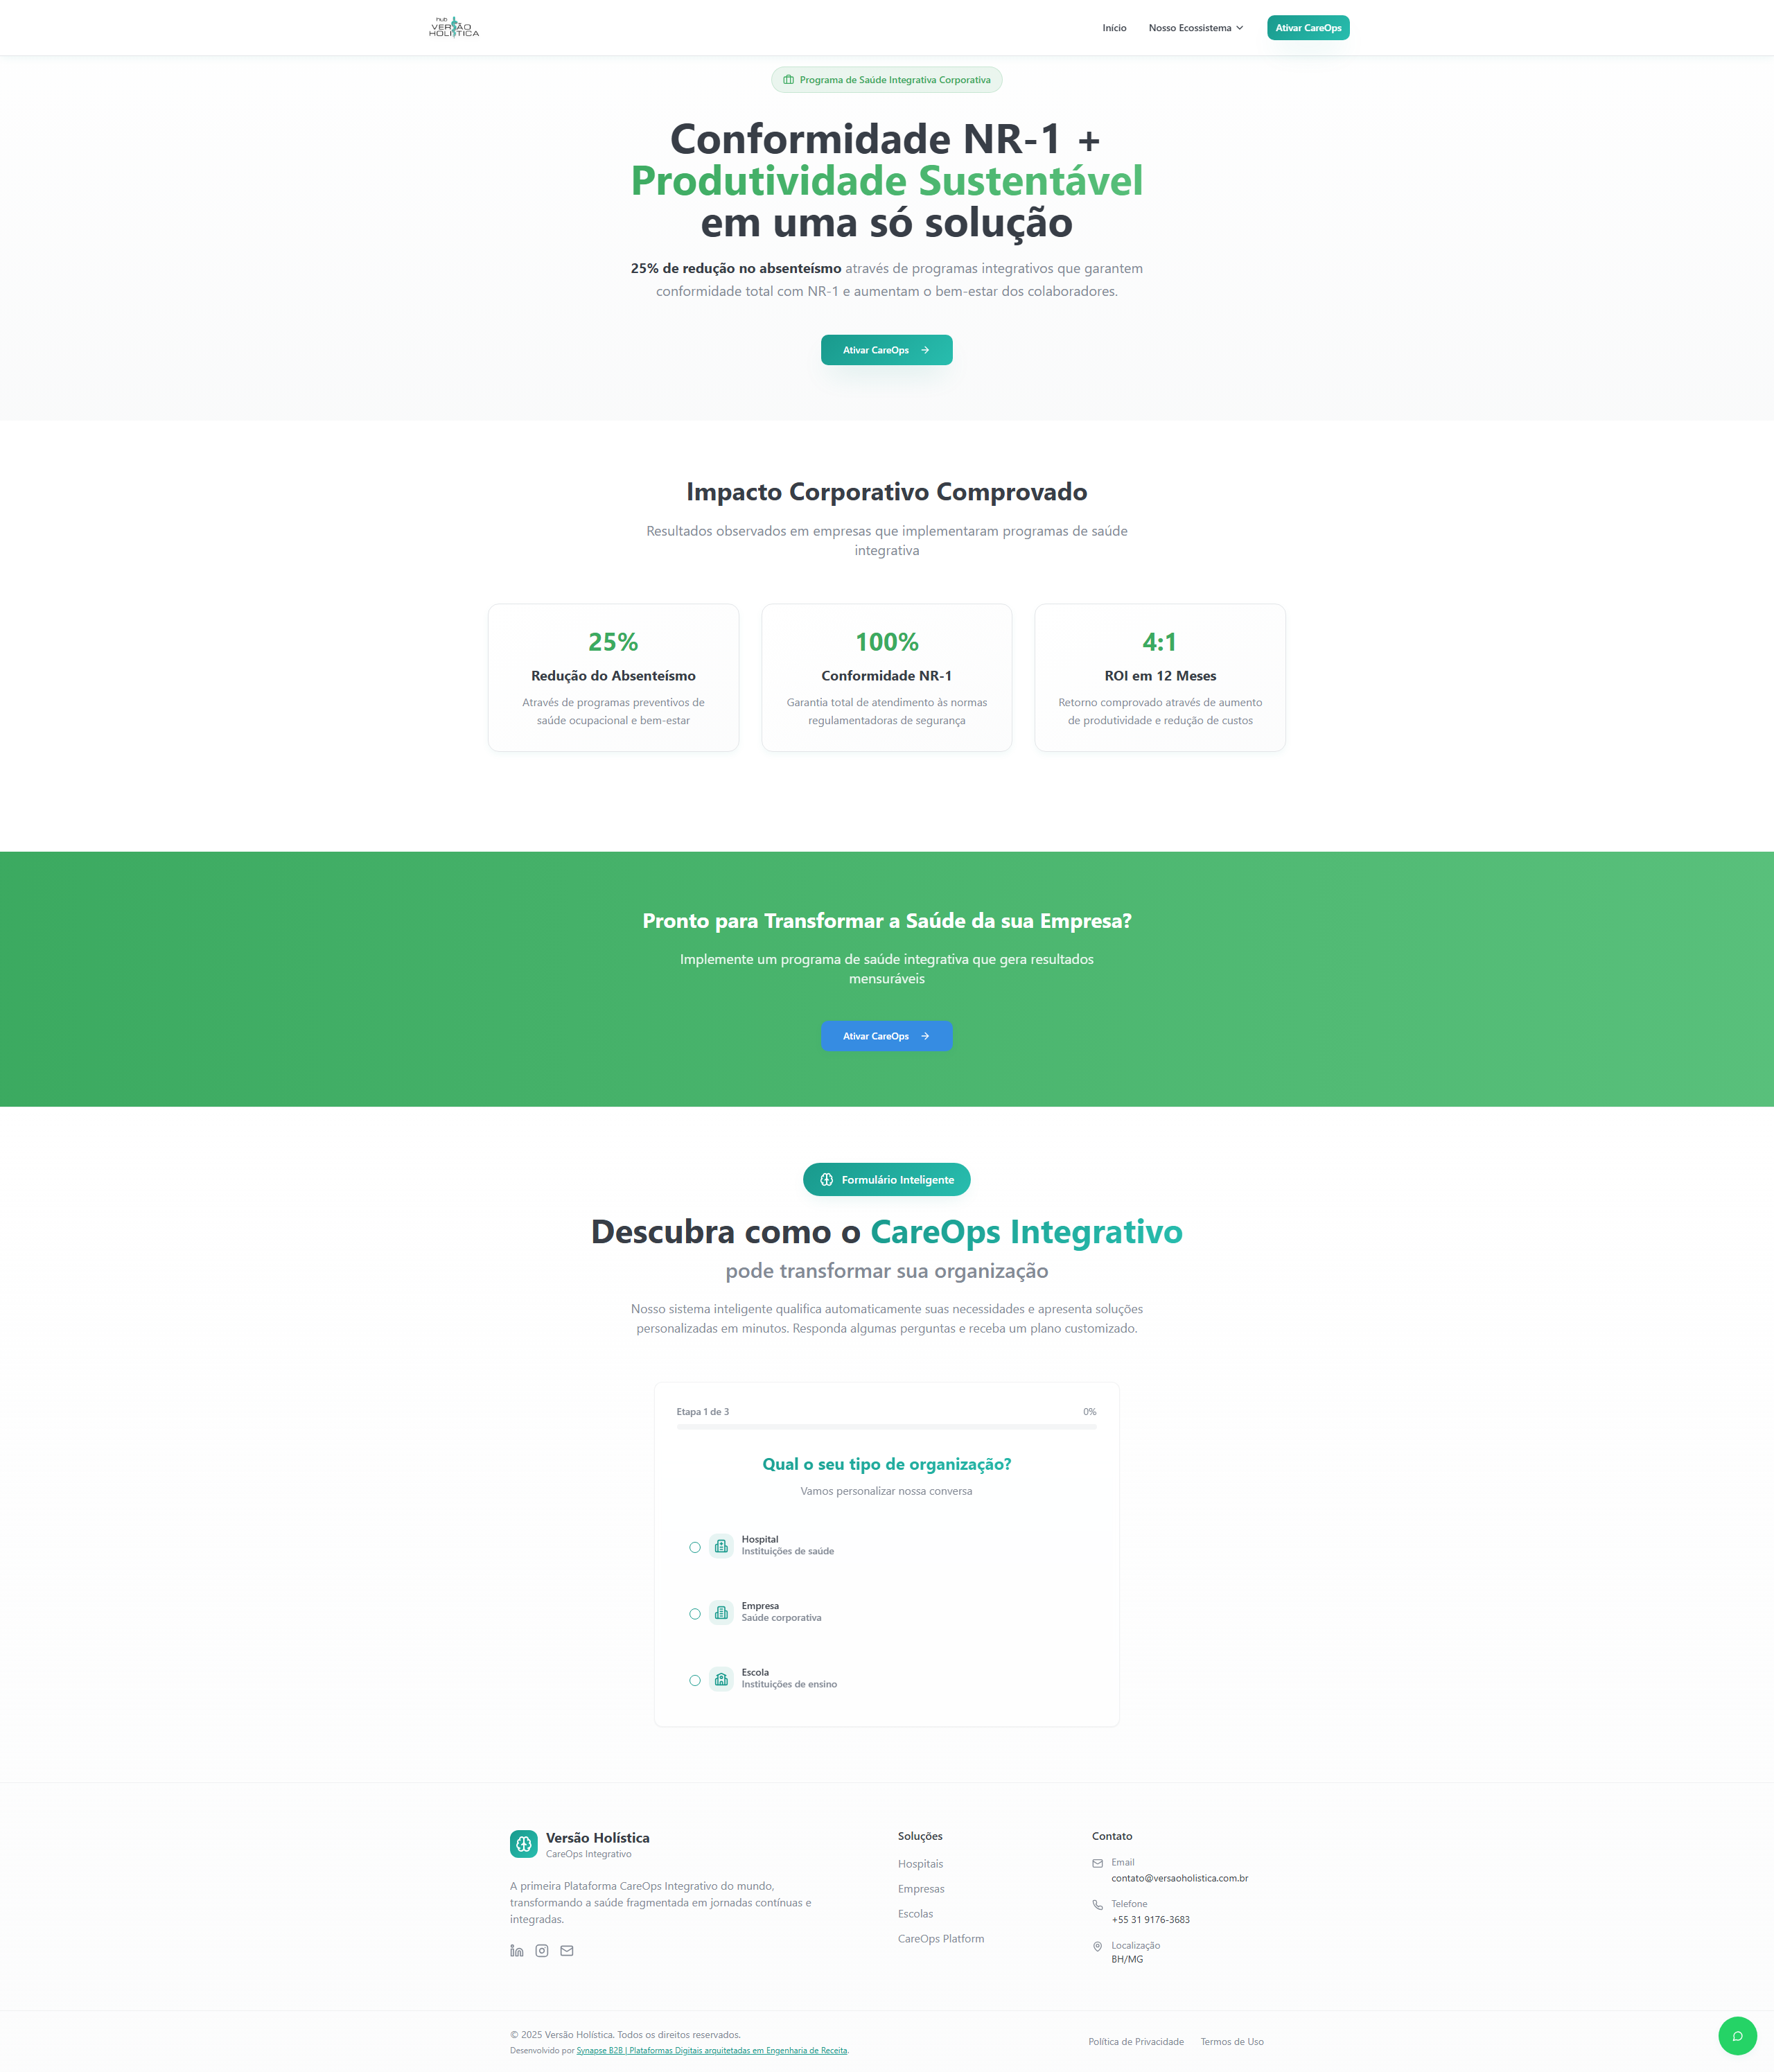 hub
VERSÃO
HOLÍSTICA
Início
Nosso Ecossistema
Ativar CareOps
Programa de Saúde Integrativa Corporativa
Conformidade NR-1 +
Produtividade Sustentável
em uma só solução
25% de redução no absenteísmo através de programas integrativos que garantem
conformidade total com NR-1 e aumentam o bem-estar dos colaboradores.
Ativar CareOps
Impacto Corporativo Comprovado
Resultados observados em empresas que implementaram programas de saúde
integrativa
25%
Redução do Absenteísmo
Através de programas preventivos de
saúde ocupacional e bem-estar
100%
Conformidade NR-1
Garantia total de atendimento às normas
regulamentadoras de segurança
4:1
ROI em 12 Meses
Retorno comprovado através de aumento
de produtividade e redução de custos
Pronto para Transformar a Saúde da sua Empresa?
Implemente um programa de saúde integrativa que gera resultados
mensuráveis
Ativar CareOps
Formulário Inteligente
Descubra como o CareOps Integrativo
pode transformar sua organização
Nosso sistema inteligente qualifica automaticamente suas necessidades e apresenta soluções
personalizadas em minutos. Responda algumas perguntas e receba um plano customizado.
Etapa 1 de 3
0%
Qual o seu tipo de organização?
Vamos personalizar nossa conversa
Hospital
Instituições de saúde
Empresa
Saúde corporativa
Escola
Instituições de ensino
Versão Holística
CareOps Integrativo
A primeira Plataforma CareOps Integrativo do mundo,
transformando a saúde fragmentada em jornadas contínuas e
integradas.
Soluções
Hospitais
Empresas
Escolas
CareOps Platform
Contato
Email
contato@versaoholistica.com.br
Telefone
+55 31 9176-3683
Localização
BH/MG
© 2025 Versão Holística. Todos os direitos reservados.
Desenvolvido por Synapse B2B | Plataformas Digitais arquitetadas em Engenharia de Receita.
Política de Privacidade
Termos de Uso